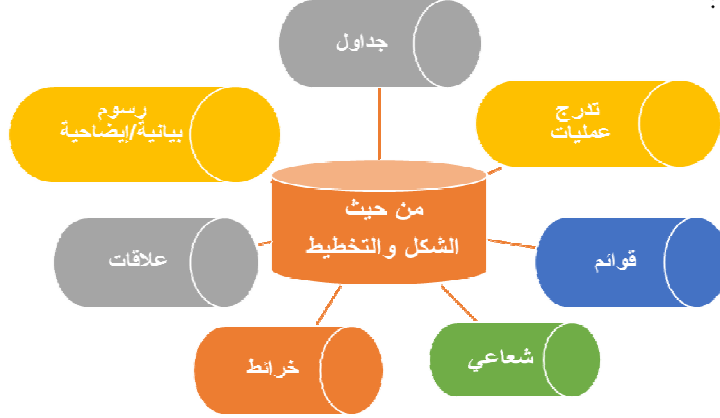 جداول
تدرج
عمليات
رسوم
بيانية/إيضاحية
من حيث
الشكل والتخطيط
قوائم
علاقات
شعاعي
خرائط